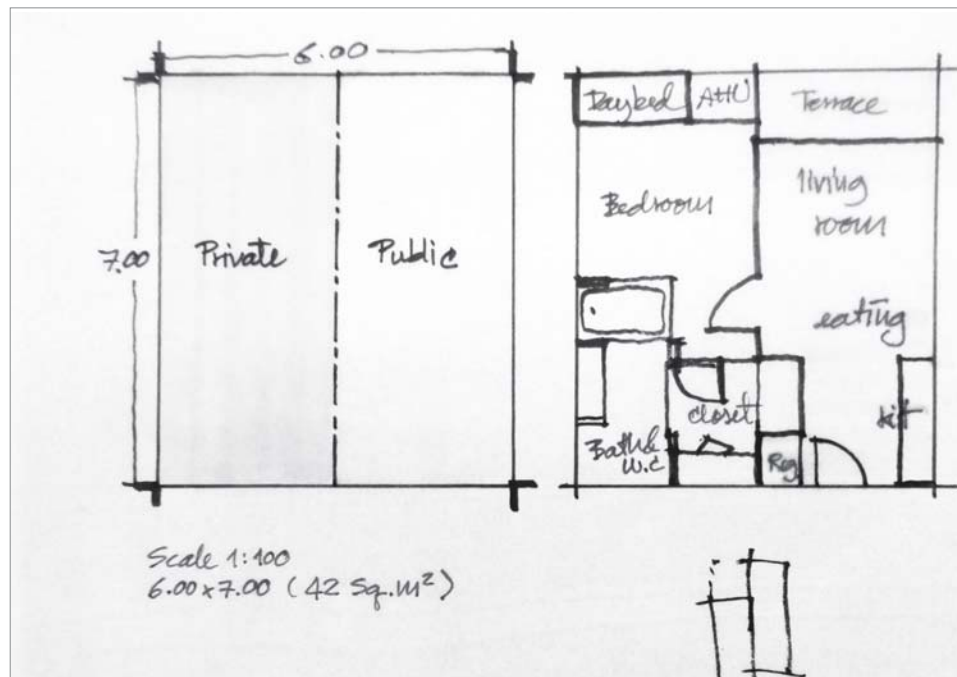 6.00
7.00
Private
Public
Scale 1:100
6.00 x 7.00 (42 Sq.m²)
Daybed
AHU
Terrace
Bedroom
living
room
eating
closet
kit
Bath &
W.C